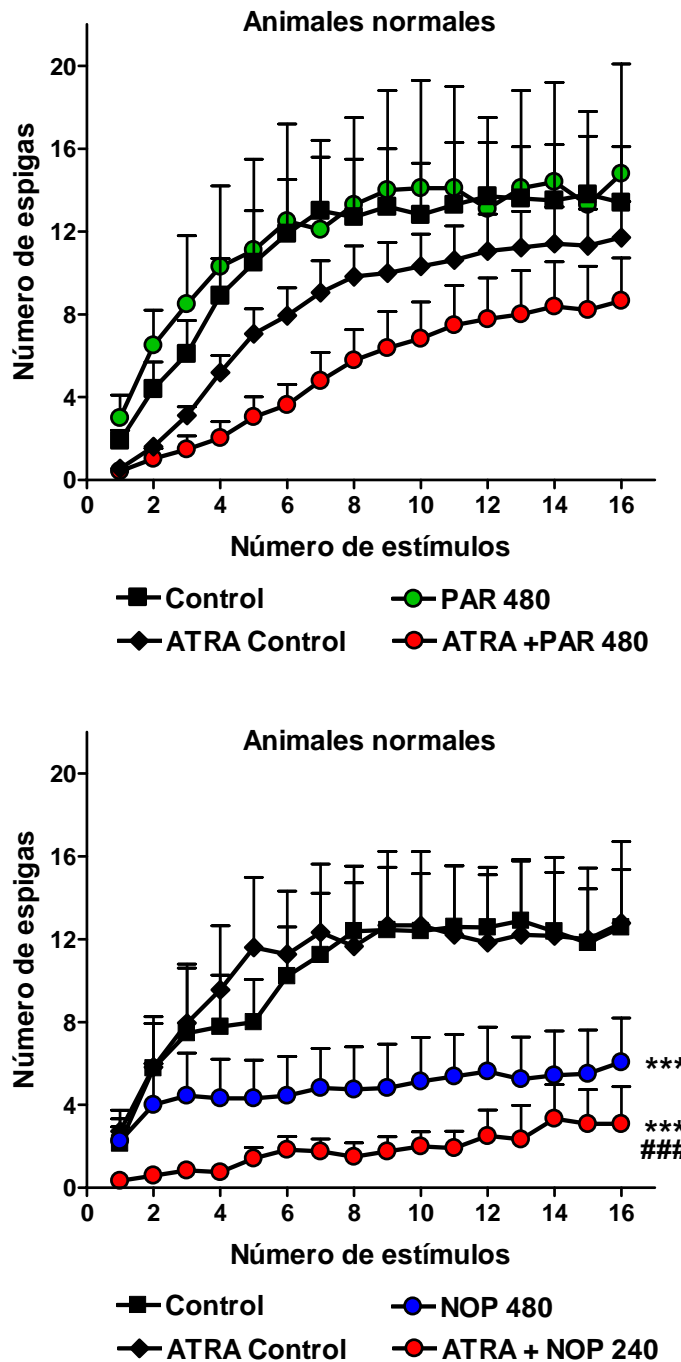 Animales normales
20
16
12
8
4
0
Número de espigas
0 2 4 6 8 10 12 14 16
Número de estímulos
Control PAR 480
ATRA Control ATRA +PAR 480
Animales normales
20
16
12
8
4
0
Número de espigas
***
***
###
0 2 4 6 8 10 12 14 16
Número de estímulos
Control NOP 480
ATRA Control ATRA + NOP 240